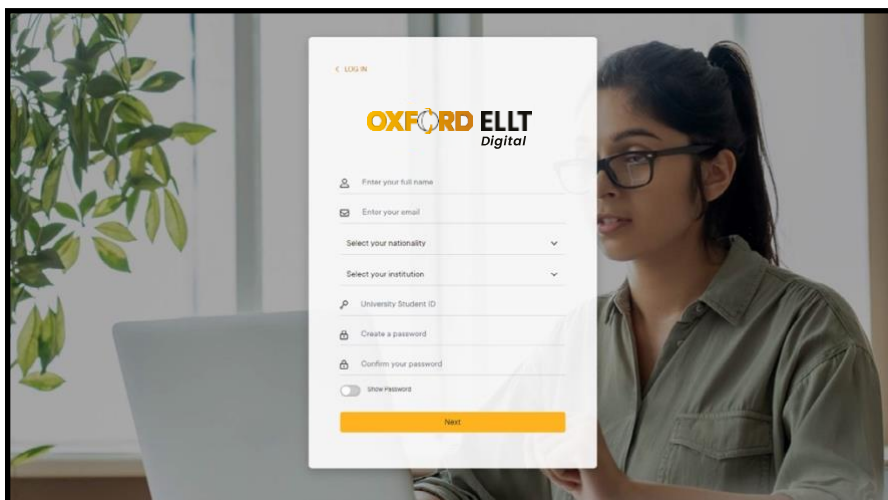 < LOG IN
OXFORD ELLT
Digital
Enter your full name
Enter your email
Select your nationality
Select your institution
University Student ID
Create a password
Confirm your password
Show Password
Next